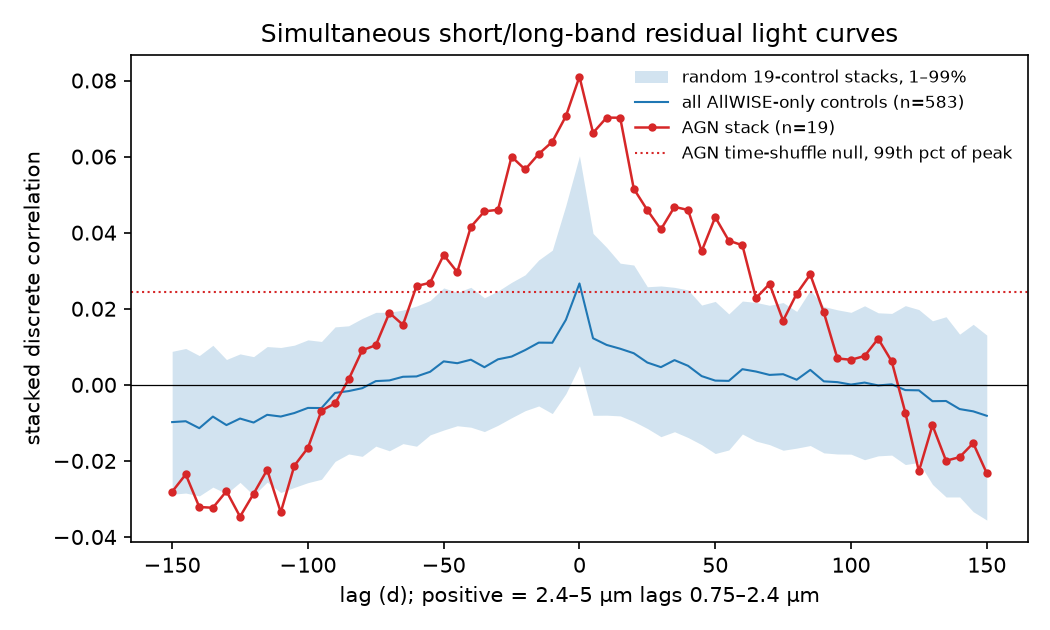 Simultaneous short/long-band residual light curves
random 19-control stacks, 1–99%
all AllWISE-only controls (n=583)
AGN stack (n=19)
AGN time-shuffle null, 99th pct of peak
stacked discrete correlation
0.08
0.06
0.04
0.02
0.00
−0.02
−0.04
−150
−100
−50
0
50
100
150
lag (d); positive = 2.4–5 μm lags 0.75–2.4 μm